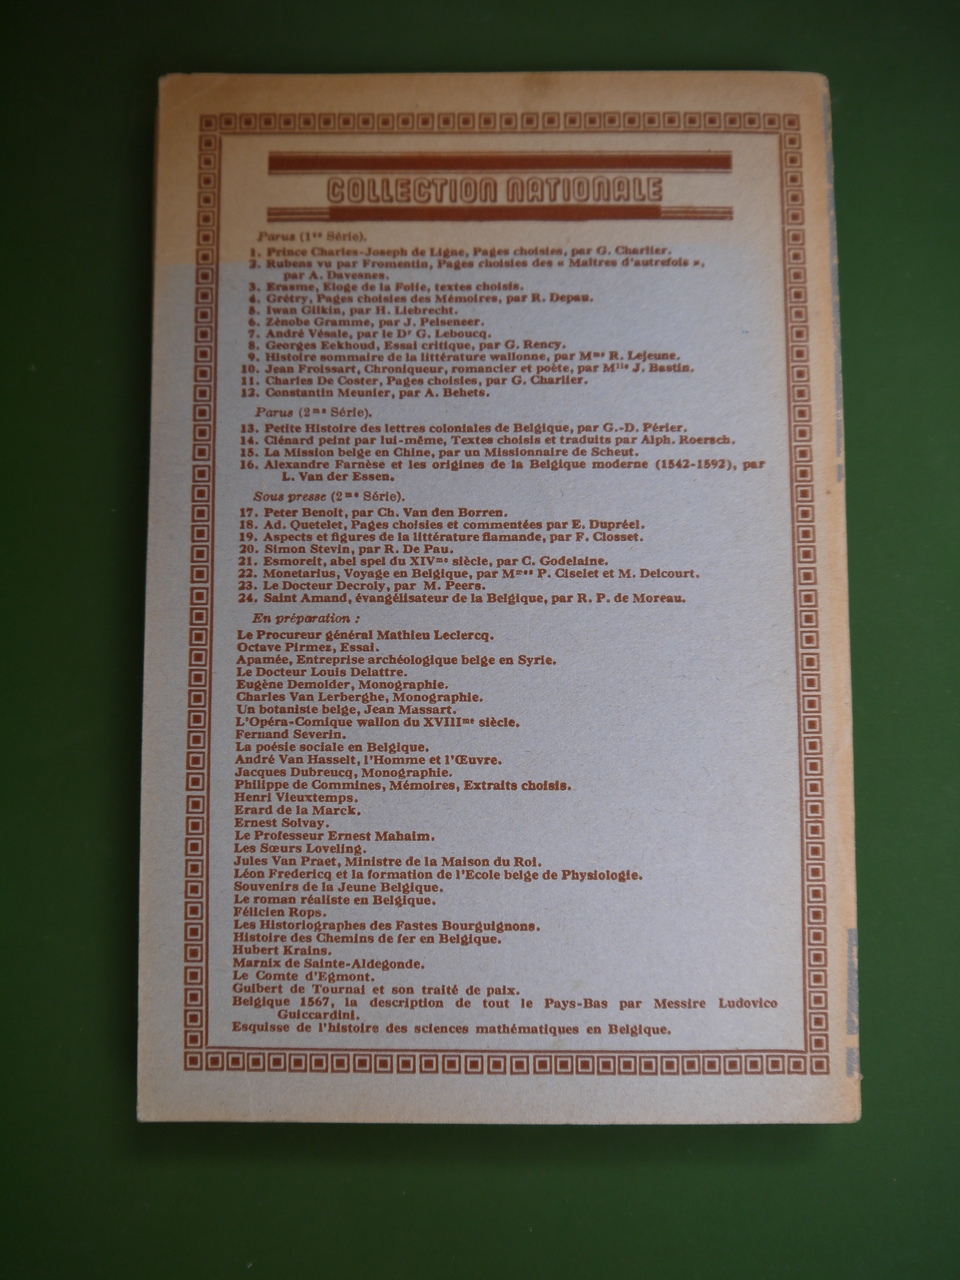 COLLECTION NATIONALE
Parus (1re Série).
1. Prince Charles-Joseph de Ligne, Pages choisies, par G. Charlier.
2. Rubens vu par Fromentin, Pages choisies des « Maîtres d'autrefois »,
par A. Davesnes.
3. Erasme, Eloge de la Folie, textes choisis.
4. Grétry, Pages choisies des Mémoires, par R. Depau.
5. Iwan Gilkin, par H. Liebrecht.
6. Zénobe Gramme, par J. Pelseneer.
7. André Vésale, par le Dr G. Leboucq.
8. Georges Eekhoud, Essai critique, par G. Rency.
9. Histoire sommaire de la littérature wallonne, par Mme R. Lejeune.
10. Jean Froissart, Chroniqueur, romancier et poète, par Mlle J. Bastin.
11. Charles De Coster, Pages choisies, par G. Charlier.
12. Constantin Meunier, par A. Behets.
Parus (2me Série).
13. Petite Histoire des lettres coloniales de Belgique, par G.-D. Périer.
14. Clénard peint par lui-même, Textes choisis et traduits par Alph. Roersch.
15. La Mission belge en Chine, par un Missionnaire de Scheut.
16. Alexandre Farnèse et les origines de la Belgique moderne (1542-1592), par
L. Van der Essen.
Sous presse (2me Série).
17. Peter Benoit, par Ch. Van den Borren.
18. Ad. Quetelet, Pages choisies et commentées par E. Dupréel.
19. Aspects et figures de la littérature flamande, par F. Closset.
20. Simon Stevin, par R. De Pau.
21. Esmoreit, abel spel du XIVme siècle, par C. Godelaine.
22. Monetarius, Voyage en Belgique, par Mmes P. Ciselet et M. Delcourt.
23. Le Docteur Decroly, par M. Peers.
24. Saint Amand, évangélisateur de la Belgique, par R. P. de Moreau.
En préparation :
Le Procureur général Mathieu Leclercq.
Octave Pirmez, Essai.
Apamée, Entreprise archéologique belge en Syrie.
Le Docteur Louis Delattre.
Eugène Demolder, Monographie.
Charles Van Lerberghe, Monographie.
Un botaniste belge, Jean Massart.
L'Opéra-Comique wallon du XVIIIme siècle.
Fernand Severin.
La poésie sociale en Belgique.
André Van Hasselt, l'Homme et l'Œuvre.
Jacques Dubreucq, Monographie.
Philippe de Commines, Mémoires, Extraits choisis.
Henri Vieuxtemps.
Erard de la Marck.
Ernest Solvay.
Le Professeur Ernest Mahaim.
Les Sœurs Loveling.
Jules Van Praet, Ministre de la Maison du Roi.
Léon Fredericq et la formation de l'Ecole belge de Physiologie.
Souvenirs de la Jeune Belgique.
Le roman réaliste en Belgique.
Félicien Rops.
Les Historiographes des Fastes Bourguignons.
Histoire des Chemins de fer en Belgique.
Hubert Krains.
Marnix de Sainte-Aldegonde.
Le Comte d'Egmont.
Guibert de Tournai et son traité de paix.
Belgique 1567, la description de tout le Pays-Bas par Messire Ludovico
Guiccardini.
Esquisse de l'histoire des sciences mathématiques en Belgique.